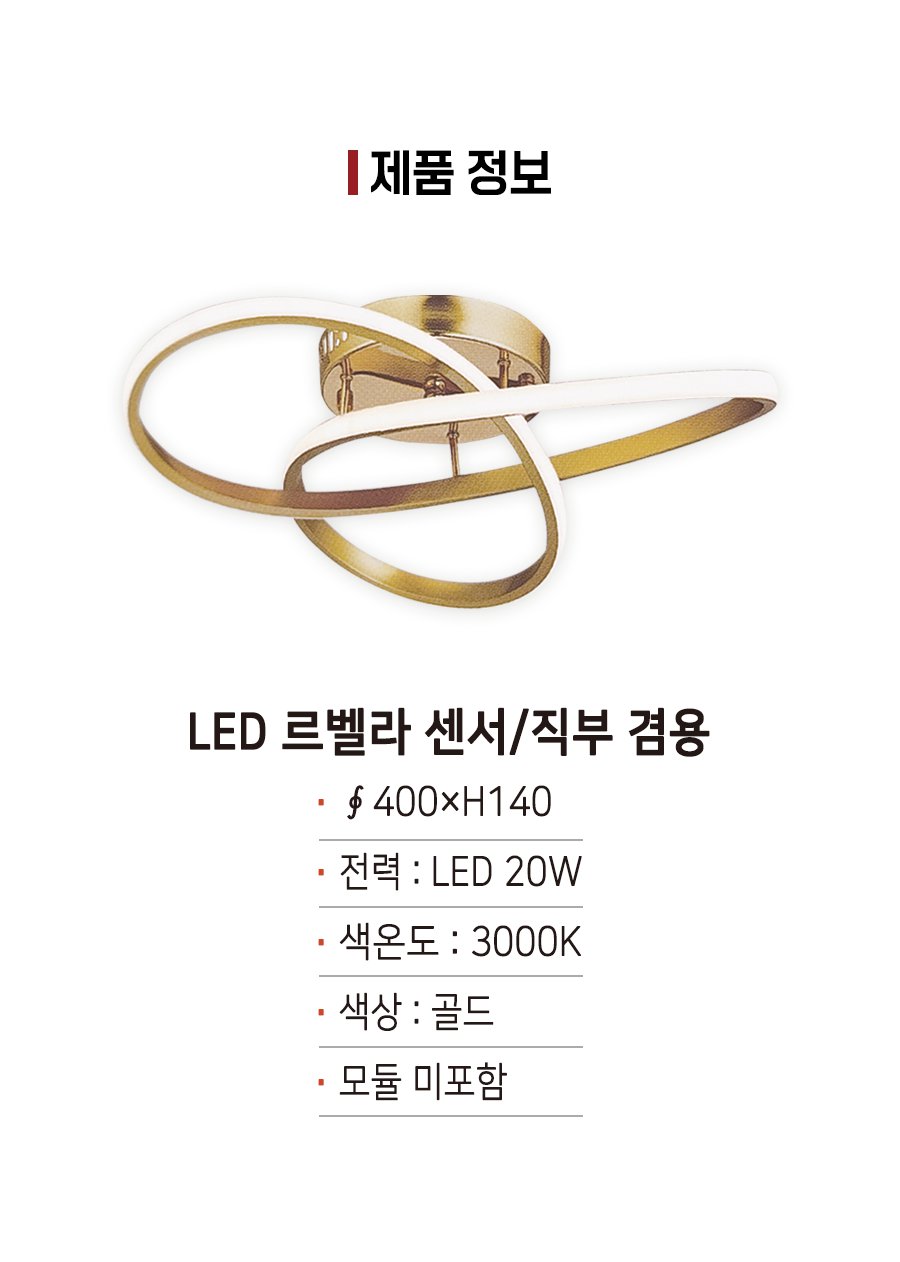 제품 정보
LED 르벨라 센서/직부 겸용
· ∮ 400×H140
· 전력 : LED 20W
· 색온도 : 3000K
· 색상 : 골드
· 모듈 미포함